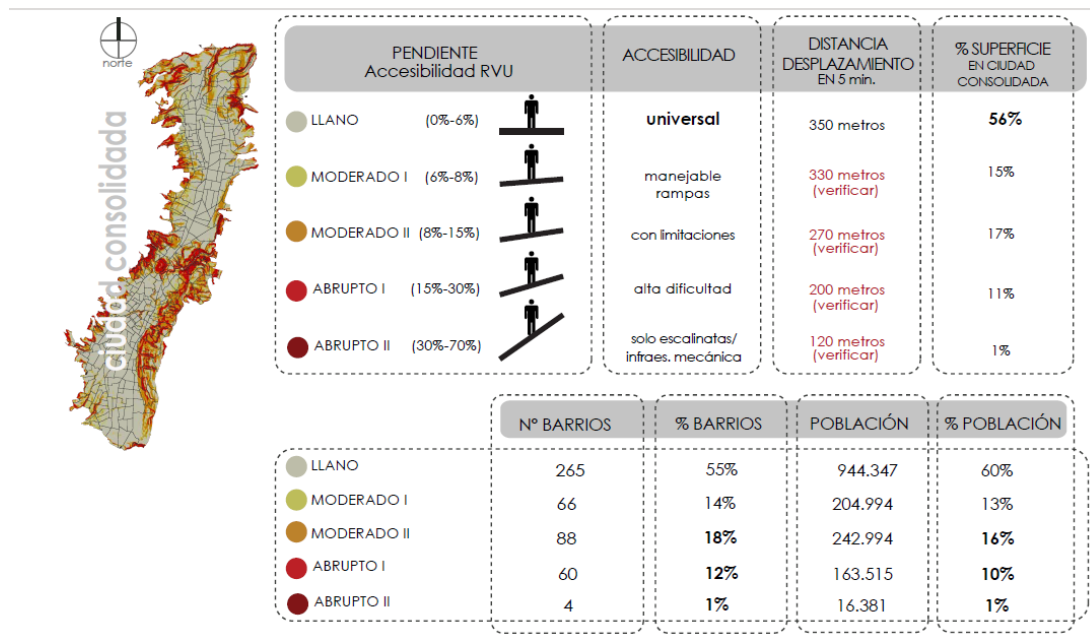 norte
ciudad consolidada
PENDIENTE
Accesibilidad RVU
ACCESIBILIDAD
DISTANCIA
DESPLAZAMIENTO
EN 5 min.
% SUPERFICIE
EN CIUDAD
CONSOLIDADA
LLANO (0%-6%) universal 350 metros 56%
MODERADO I (6%-8%) manejable rampas 330 metros (verificar) 15%
MODERADO II (8%-15%) con limitaciones 270 metros (verificar) 17%
ABRUPTO I (15%-30%) alta dificultad 200 metros (verificar) 11%
ABRUPTO II (30%-70%) solo escalinatas/ infraes. mecánica 120 metros (verificar) 1%
Nº BARRIOS % BARRIOS POBLACIÓN % POBLACIÓN
LLANO 265 55% 944.347 60%
MODERADO I 66 14% 204.994 13%
MODERADO II 88 18% 242.994 16%
ABRUPTO I 60 12% 163.515 10%
ABRUPTO II 4 1% 16.381 1%